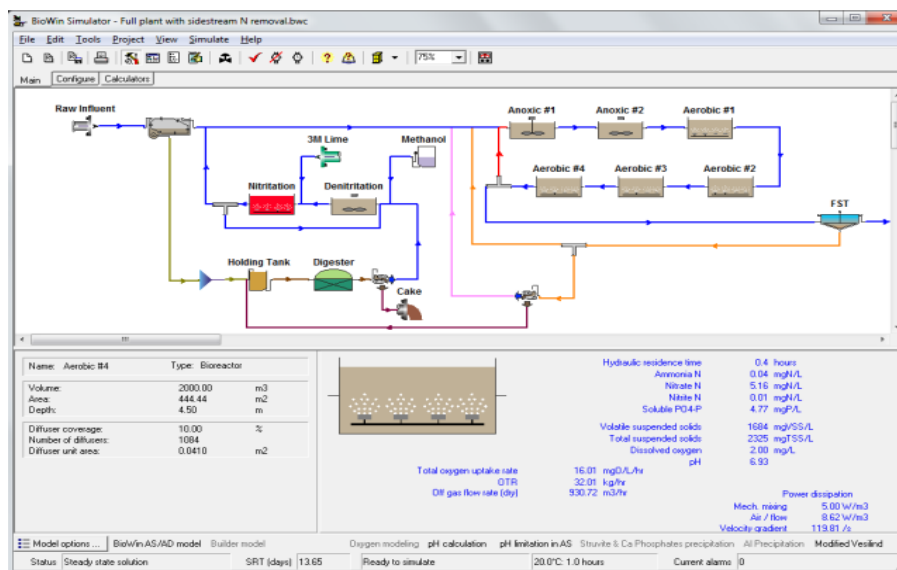 BioWin Simulator - Full plant with sidestream N removal.bwc
File Edit Tools Project View Simulate Help
75%
Main Configure Calculators
Raw Influent
Anoxic #1 Anoxic #2 Aerobic #1
3M Lime Methanol
Nitritation Denitritation
Aerobic #4 Aerobic #3 Aerobic #2
FST
Holding Tank Digester
Cake
Name: Aerobic #4 Type: Bioreactor
Volume: 2000.00 m3
Area: 444.44 m2
Depth: 4.50 m
Diffuser coverage: 10.00 %
Number of diffusers: 1084
Diffuser unit area: 0.0410 m2
Hydraulic residence time 0.4 hours
Ammonia N 0.04 mgN/L
Nitrate N 5.16 mgN/L
Nitrite N 0.01 mgN/L
Soluble PO4-P 4.77 mgP/L
Volatile suspended solids 1684 mgVSS/L
Total suspended solids 2325 mgTSS/L
Dissolved oxygen 2.00 mg/L
pH 6.93
Total oxygen uptake rate 16.01 mgO/L/hr
OTR 32.01 kg/hr
Off gas flow rate (dry) 930.72 m3/hr
Power dissipation
Mech. mixing 5.00 W/m3
Air / flow 8.62 W/m3
Velocity gradient 119.81 /s
Model options ... BioWin AS/AD model Builder model Oxygen modeling pH calculation pH limitation in AS Struvite & Ca Phosphates precipitation Al Precipitation Modified Vesilind
Status Steady state solution SRT (days) 13.65 Ready to simulate 20.0°C: 1.0 hours Current alarms 0